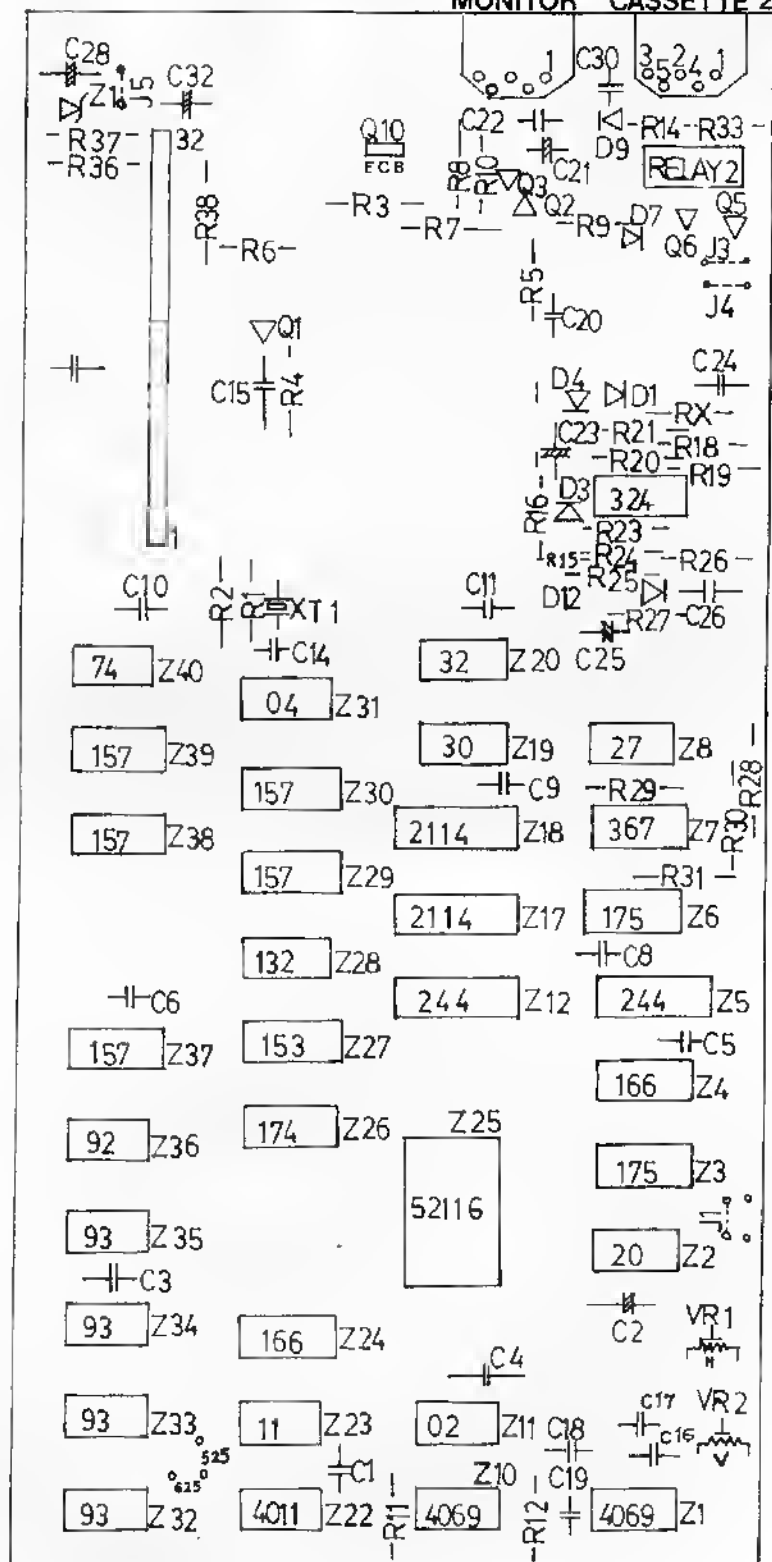 MONITOR CASSETTE 2
C28 Z1 J5 C32
1 C30 3 5 2 4 1
R37 32 Q10 C22 D9 R14 R33
R36 ECB R8 R10 C21 RELAY2
Q3
R38 R3 Q2 D7 Q5
R6 R7 R9 Q6 J3
R5 J4
Q1 C20
C15 R4 D4 D1 C24
RX
C23 R21 R18
R20 R19
R16 D3 324
1 R23
R15 R24 R26
R25
C10 R2 R1 XT1 C11 D12 R27 C26
C14 C25
74 Z40 32 Z20
04 Z31
157 Z39 30 Z19 27 Z8
157 Z30 C9 R29 R28
157 Z38 2114 Z18 367 Z7 R30
157 Z29 R31
2114 Z17 175 Z6
132 Z28 C8
C6 244 Z12 244 Z5
157 Z37 153 Z27 C5
166 Z4
92 Z36 174 Z26 Z25
175 Z3
52116
93 Z35 J1
20 Z2
C3
93 Z34 166 Z24 C2 VR1
M
C4
93 Z33 11 Z23 02 Z11 C18 C17 VR2
525 C16
V
625 C1 Z10 C19
93 Z32 4011 Z22 R11 4069 R12 4069 Z1